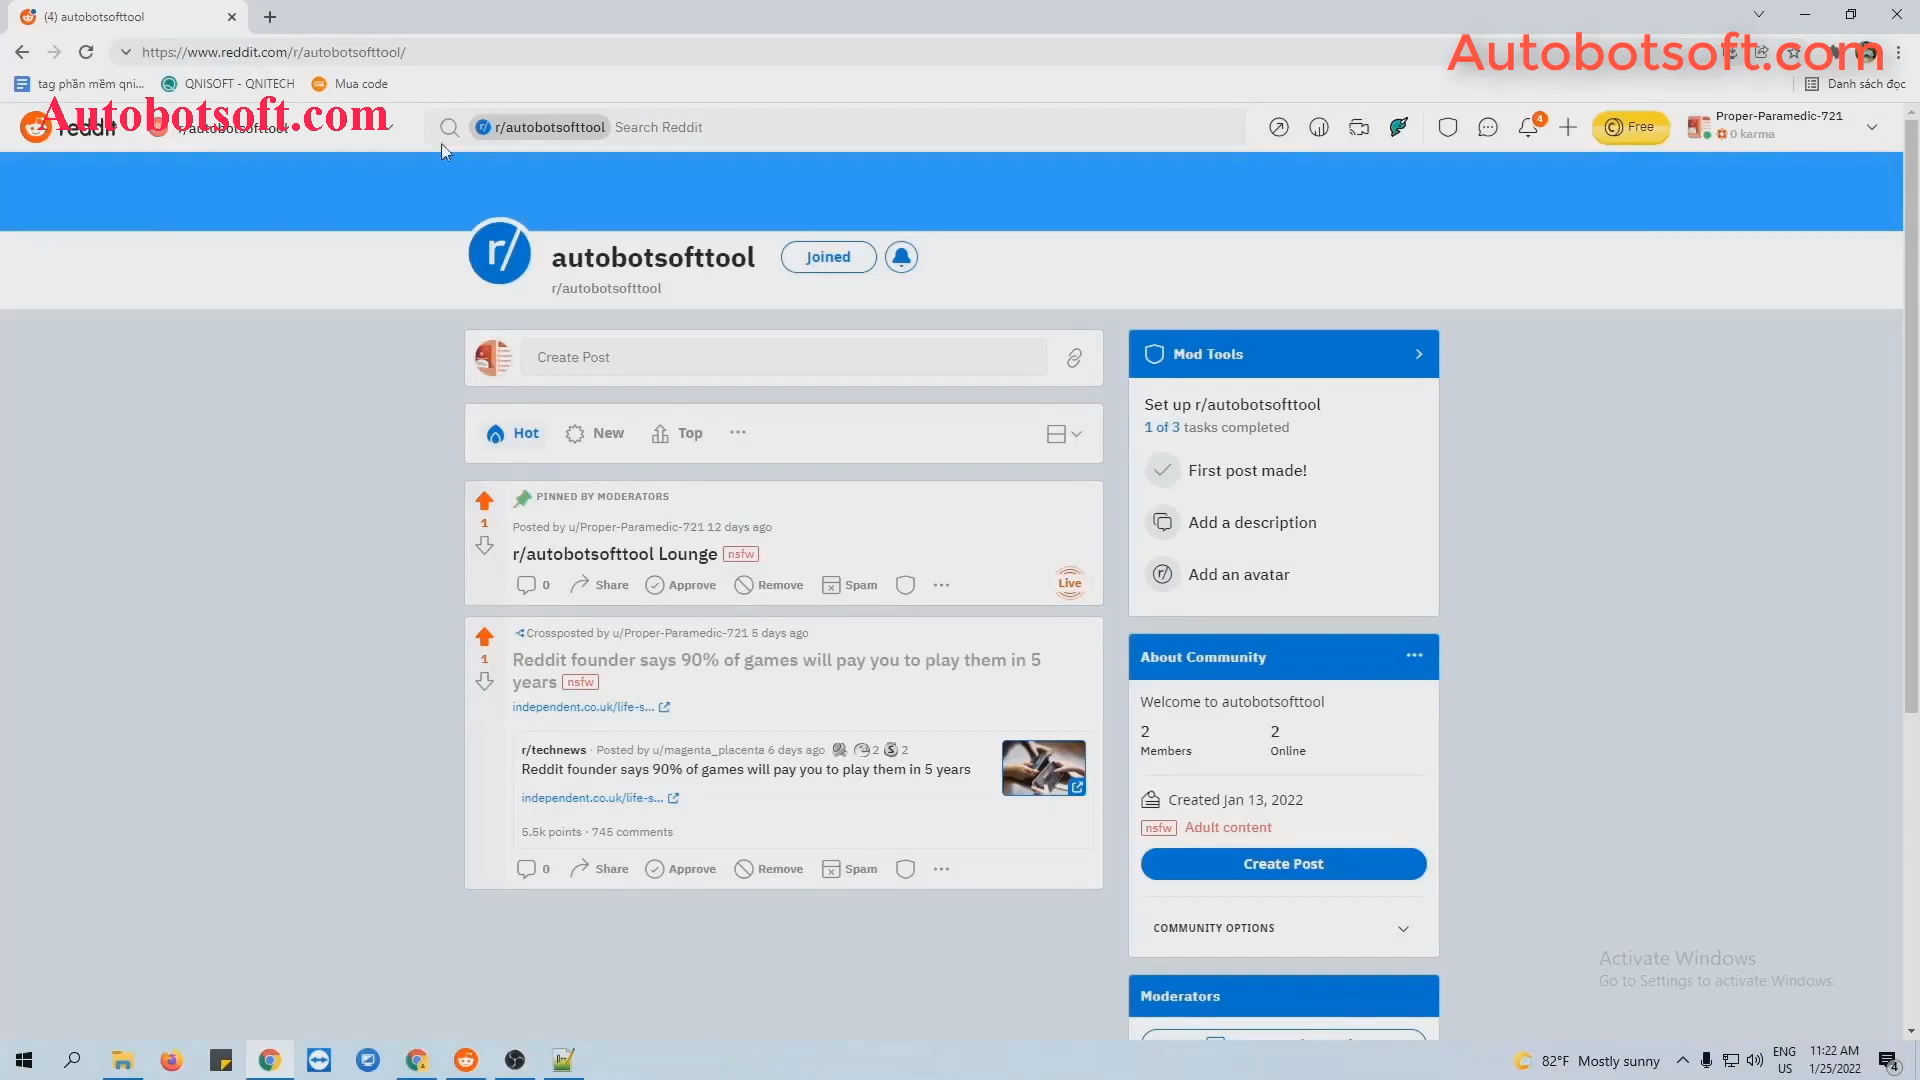 (4) autobotsofttool
https://www.reddit.com/r/autobotsofttool/
Autobotsoft.com
tag phần mềm qni...
QNISOFT - QNITECH
Mua code
Danh sách đọc
Autobotsoft.com
reddit
r/autobotsofttool
r/autobotsofttool
Search Reddit
4
Free
Proper-Paramedic-721
0 karma
r/
autobotsofttool
Joined
r/autobotsofttool
Create Post
Hot
New
Top
PINNED BY MODERATORS
1
Posted by u/Proper-Paramedic-721 12 days ago
r/autobotsofttool Lounge nsfw
0 Share Approve Remove Spam
Live
Crossposted by u/Proper-Paramedic-721 5 days ago
1
Reddit founder says 90% of games will pay you to play them in 5
years nsfw
independent.co.uk/life-s...
r/technews · Posted by u/magenta_placenta 6 days ago 2 2
Reddit founder says 90% of games will pay you to play them in 5 years
independent.co.uk/life-s...
5.5k points · 745 comments
0 Share Approve Remove Spam
Mod Tools
Set up r/autobotsofttool
1 of 3 tasks completed
First post made!
Add a description
Add an avatar
About Community
Welcome to autobotsofttool
2 2
Members Online
Created Jan 13, 2022
nsfw Adult content
Create Post
COMMUNITY OPTIONS
Moderators
Activate Windows
Go to Settings to activate Windows.
82°F Mostly sunny
ENG
US
11:22 AM
1/25/2022
4